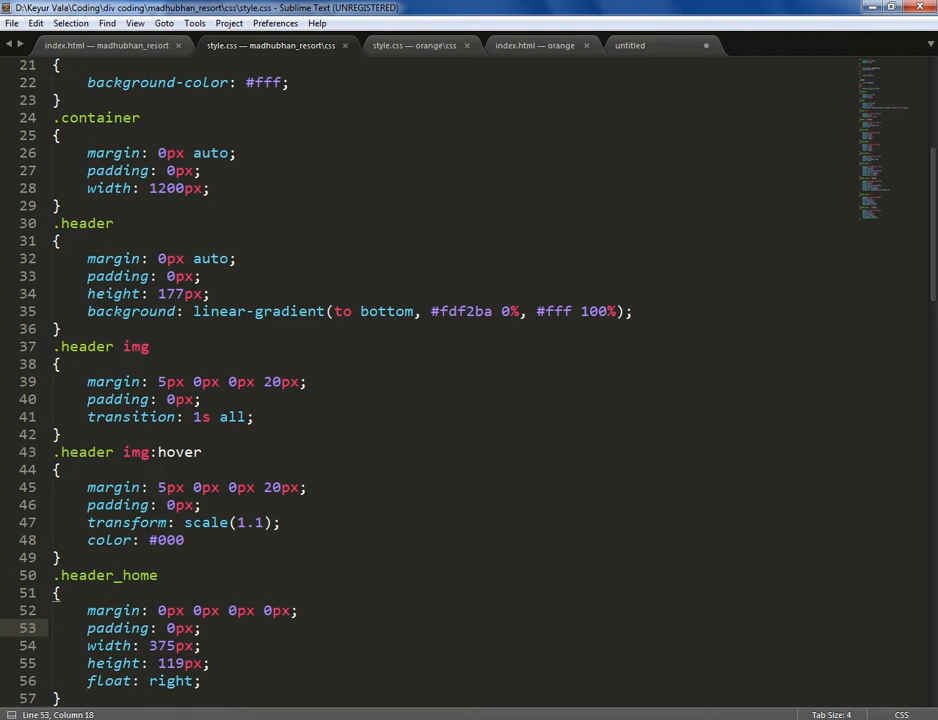 D:\Keyur Vala\Coding\div coding\madhubhan_resort\css\style.css - Sublime Text (UNREGISTERED)
File Edit Selection Find View Goto Tools Project Preferences Help
index.html — madhubhan_resort × style.css — madhubhan_resort\css × style.css — orange\css × index.html — orange × untitled
21 {
22 background-color: #fff;
23 }
24 .container
25 {
26 margin: 0px auto;
27 padding: 0px;
28 width: 1200px;
29 }
30 .header
31 {
32 margin: 0px auto;
33 padding: 0px;
34 height: 177px;
35 background: linear-gradient(to bottom, #fdf2ba 0%, #fff 100%);
36 }
37 .header img
38 {
39 margin: 5px 0px 0px 20px;
40 padding: 0px;
41 transition: 1s all;
42 }
43 .header img:hover
44 {
45 margin: 5px 0px 0px 20px;
46 padding: 0px;
47 transform: scale(1.1);
48 color: #000
49 }
50 .header_home
51 {
52 margin: 0px 0px 0px 0px;
53 padding: 0px;
54 width: 375px;
55 height: 119px;
56 float: right;
57 }
Line 53, Column 18 Tab Size: 4 CSS